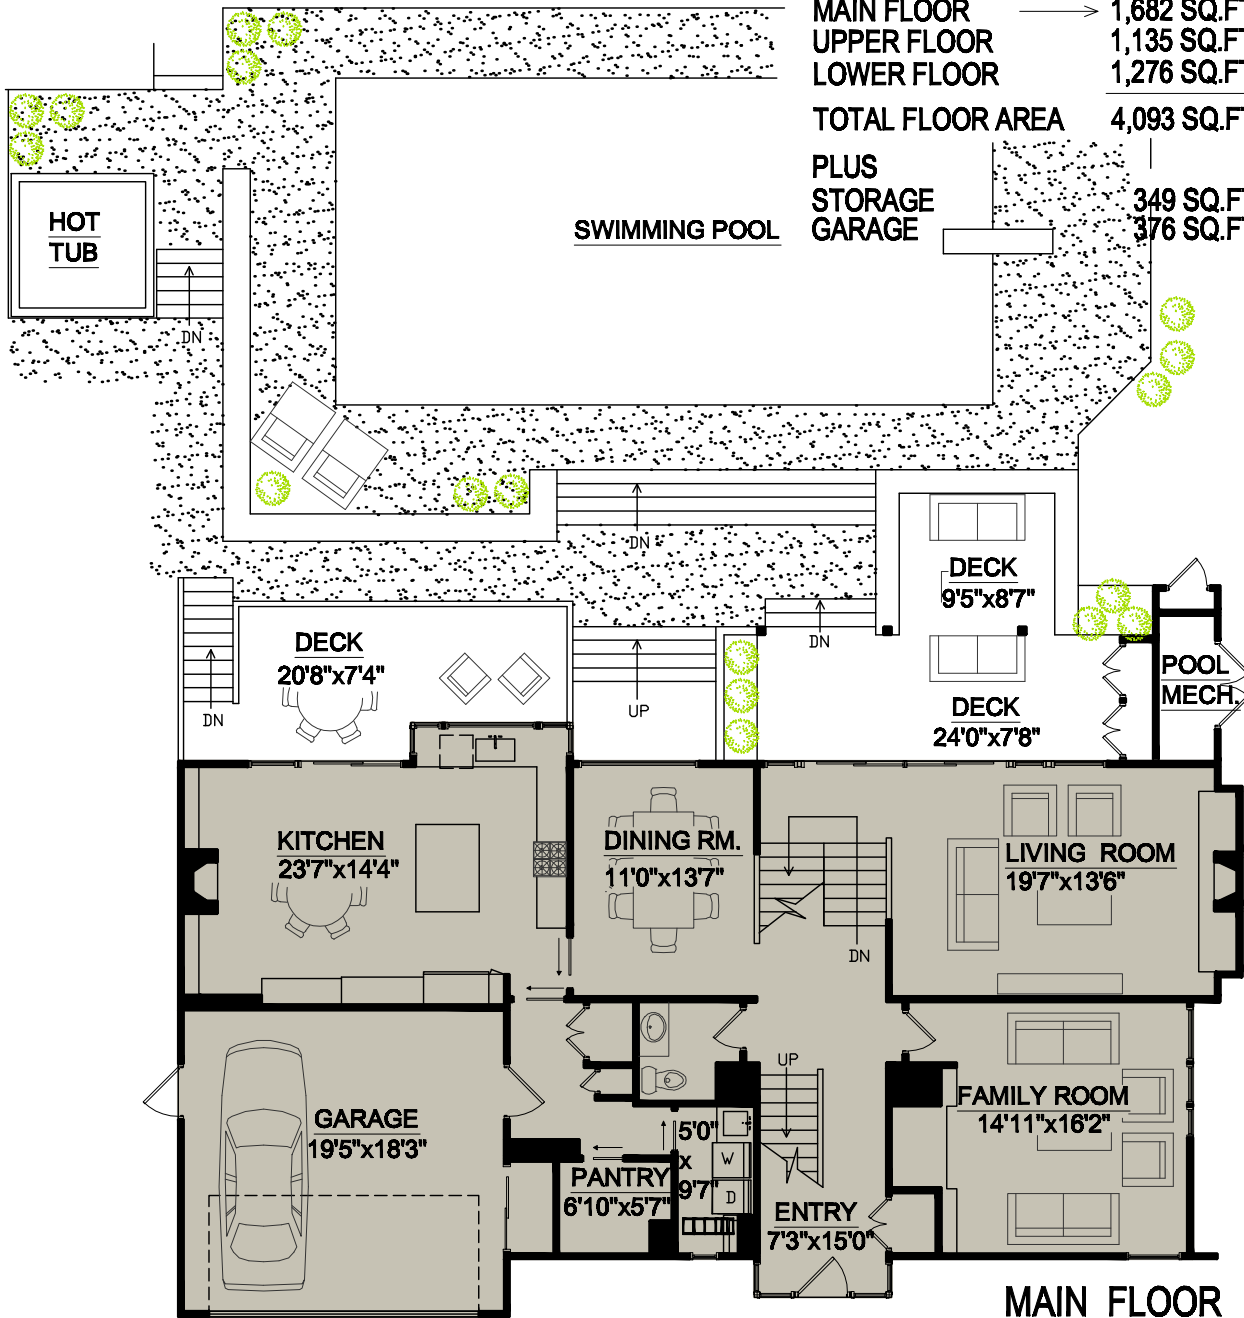 MAIN FLOOR 1,682 SQ.FT
UPPER FLOOR 1,135 SQ.FT
LOWER FLOOR 1,276 SQ.FT
TOTAL FLOOR AREA 4,093 SQ.FT
PLUS
STORAGE 349 SQ.FT
GARAGE 376 SQ.FT
HOT
TUB
SWIMMING POOL
DN
DN
DECK
9'5"x8'7"
DN
DECK
20'8"x7'4"
DN
UP
DECK
24'0"x7'8"
POOL
MECH.
KITCHEN
23'7"x14'4"
DINING RM.
11'0"x13'7"
LIVING ROOM
19'7"x13'6"
DN
UP
GARAGE
19'5"x18'3"
FAMILY ROOM
14'11"x16'2"
5'0"
x
9'7"
W
D
PANTRY
6'10"x5'7"
ENTRY
7'3"x15'0"
MAIN FLOOR